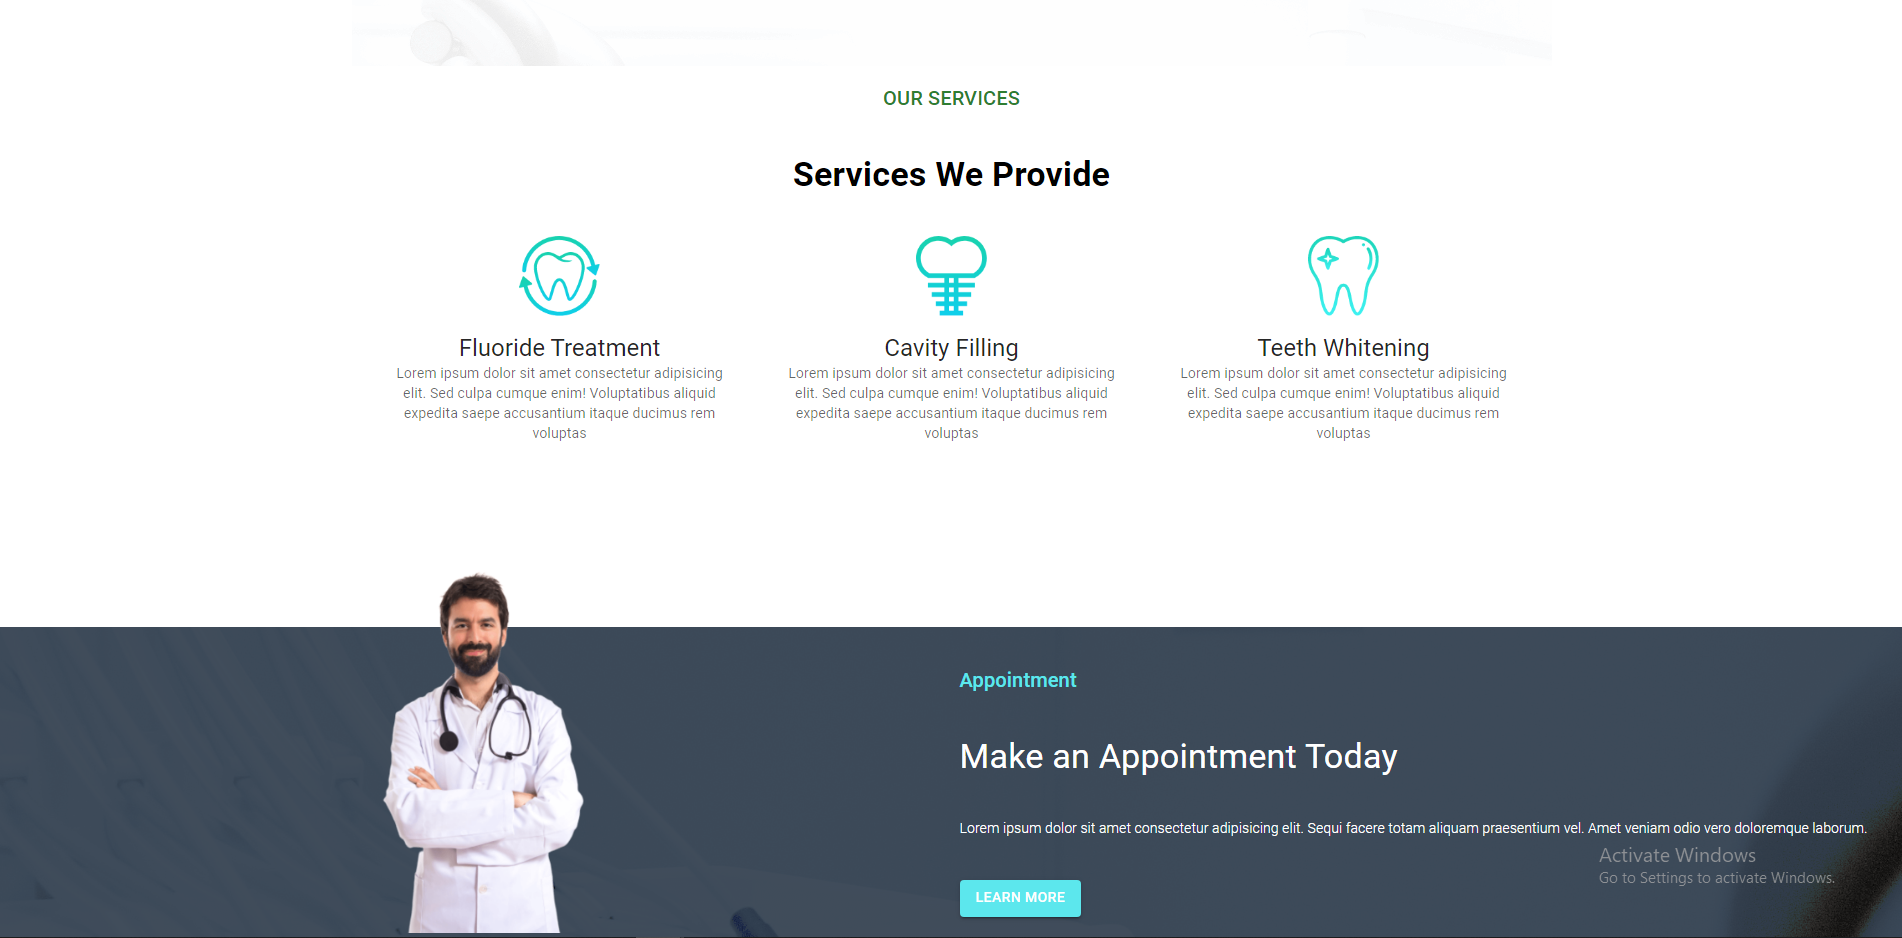 OUR SERVICES
Services We Provide
Fluoride Treatment
Lorem ipsum dolor sit amet consectetur adipisicing
elit. Sed culpa cumque enim! Voluptatibus aliquid
expedita saepe accusantium itaque ducimus rem
voluptas
Cavity Filling
Lorem ipsum dolor sit amet consectetur adipisicing
elit. Sed culpa cumque enim! Voluptatibus aliquid
expedita saepe accusantium itaque ducimus rem
voluptas
Teeth Whitening
Lorem ipsum dolor sit amet consectetur adipisicing
elit. Sed culpa cumque enim! Voluptatibus aliquid
expedita saepe accusantium itaque ducimus rem
voluptas
Appointment
Make an Appointment Today
Lorem ipsum dolor sit amet consectetur adipisicing elit. Sequi facere totam aliquam praesentium vel. Amet veniam odio vero doloremque laborum.
LEARN MORE
Activate Windows
Go to Settings to activate Windows.